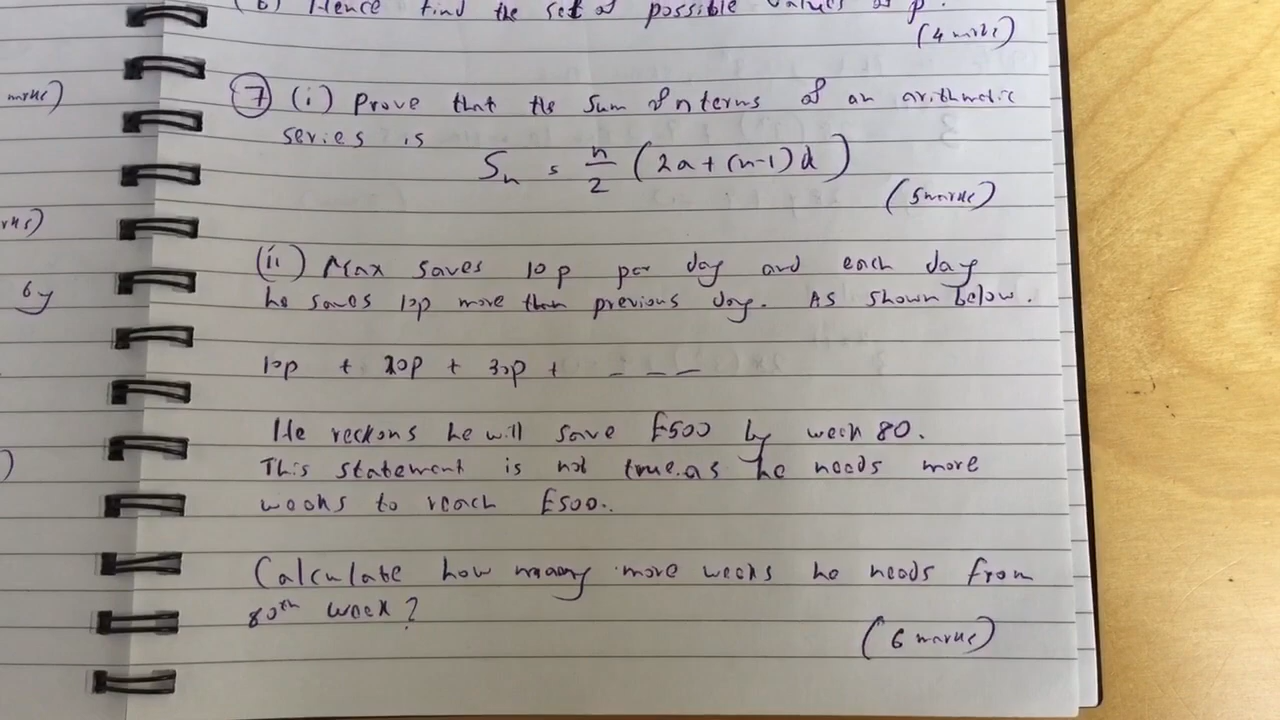 (b) Hence find the set of possible values of p.
(4 marks)
marks)
7 (i) Prove that the sum of n terms of an arithmetic
series is
Sn = n/2 (2a + (n-1)d)
(5 marks)
rks)
(ii) Max saves 10p per day and each day
by
he saves 10p more than previous day. As shown below.
10p + 20p + 30p + _ _ _
He reckons he will save £500 by week 80.
)
This statement is not true.as he needs more
weeks to reach £500..
Calculate how many more weeks he needs from
80th week?
(6 marks)